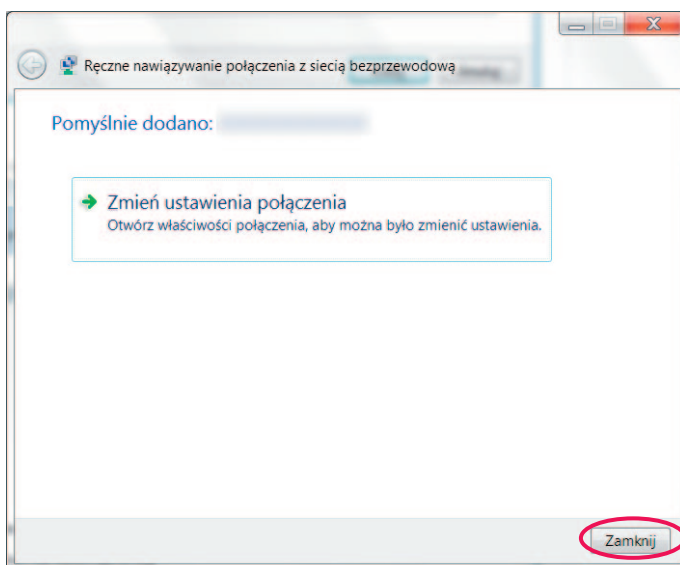 Ręczne nawiązywanie połączenia z siecią bezprzewodową
Pomyślnie dodano:
Zmień ustawienia połączenia
Otwórz właściwości połączenia, aby można było zmienić ustawienia.
Zamknij